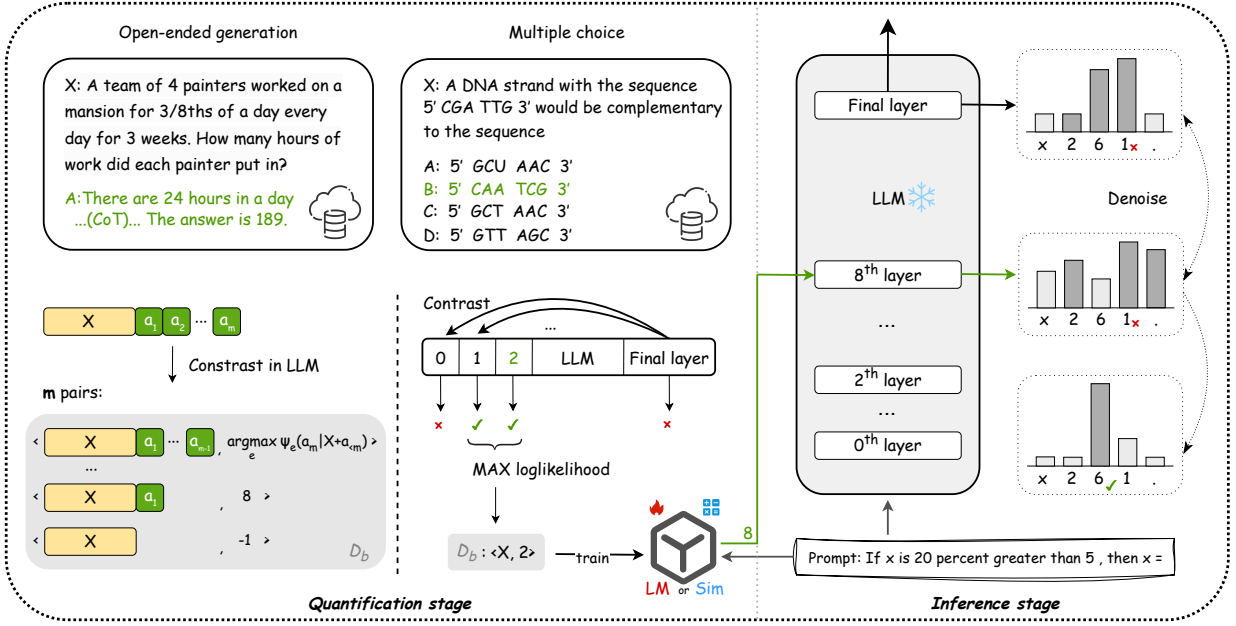 Open-ended generation
X: A team of 4 painters worked on a
mansion for 3/8ths of a day every
day for 3 weeks. How many hours of
work did each painter put in?
A:There are 24 hours in a day
...(CoT)... The answer is 189.
Multiple choice
X: A DNA strand with the sequence
5' CGA TTG 3' would be complementary
to the sequence
A: 5' GCU AAC 3'
B: 5' CAA TCG 3'
C: 5' GCT AAC 3'
D: 5' GTT AGC 3'
X a₁ a₂ ... aₘ
Constrast in LLM
m pairs:
< X a₁ ... aₘ₋₁ , argmax ψₑ(aₘ|X+a<ₘ) >
e
...
< X a₁ , 8 >
< X , -1 >
D_b
Contrast
...
0 1 2 LLM Final layer
× ✓ ✓ ×
MAX loglikelihood
D_b : <X, 2>
train
LM or Sim
8
Quantification stage
Final layer
LLM
8th layer
...
2th layer
...
0th layer
x 2 6 1× .
Denoise
x 2 6 1× .
x 2 6✓ 1 .
Prompt: If x is 20 percent greater than 5 , then x =
Inference stage